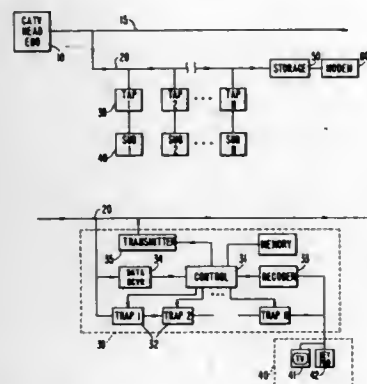 CATV
HEAD
END
10
15
20
TAP
1
TAP
2
TAP
N
STORAGE
50
MODEM
60
30
SUB
1
SUB
2
SUB
N
40
20
TRANSMITTER
35
MEMORY
DATA
RCVR
34
CONTROL
31
RECODER
33
TRAP 1
TRAP 2
TRAP N
30
32
40
TV
41
KEY
42